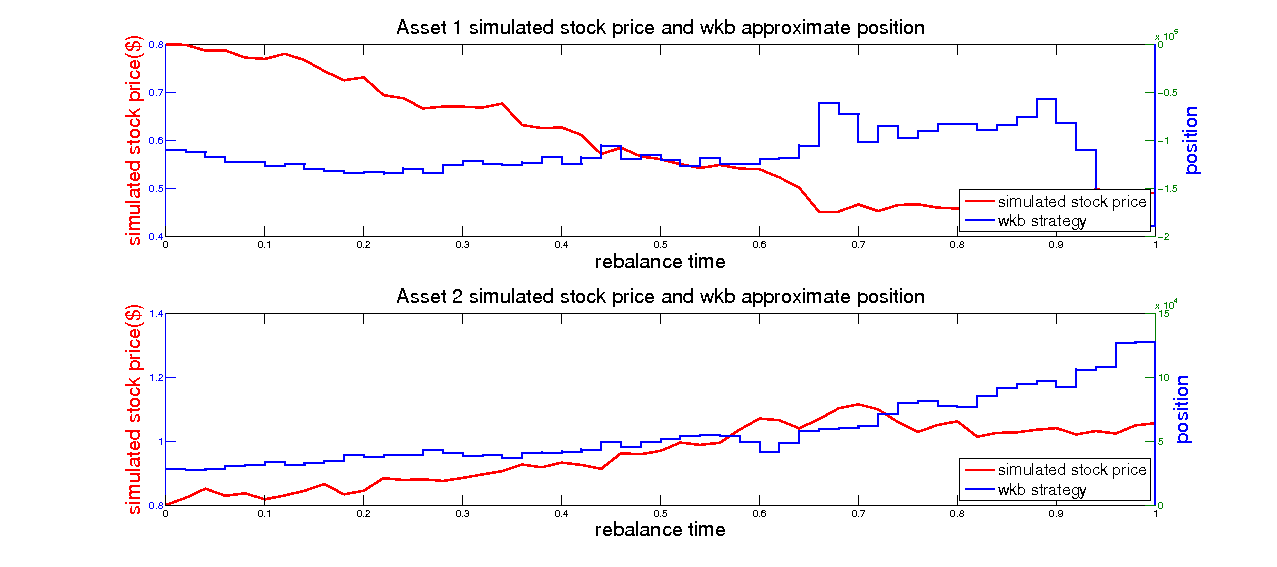 Asset 1 simulated stock price and wkb approximate position
simulated stock price($)
0.8
0.7
0.6
0.5
0.4
x 10^5
0
-0.5
-1
-1.5
-2
position
simulated stock price
wkb strategy
0 0.1 0.2 0.3 0.4 0.5 0.6 0.7 0.8 0.9 1
rebalance time
Asset 2 simulated stock price and wkb approximate position
simulated stock price($)
1.4
1.2
1
0.8
x 10^4
15
10
5
0
position
simulated stock price
wkb strategy
0 0.1 0.2 0.3 0.4 0.5 0.6 0.7 0.8 0.9 1
rebalance time